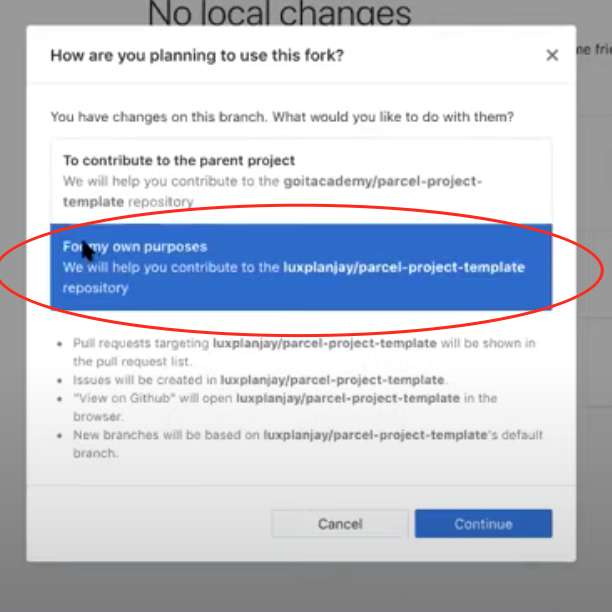 No local changes
me frie
How are you planning to use this fork?
You have changes on this branch. What would you like to do with them?
To contribute to the parent project
We will help you contribute to the goitacademy/parcel-project-
template repository
For my own purposes
We will help you contribute to the luxplanjay/parcel-project-template
repository
• Pull requests targeting luxplanjay/parcel-project-template will be shown in
the pull request list.
• Issues will be created in luxplanjay/parcel-project-template.
• "View on Github" will open luxplanjay/parcel-project-template in the
browser.
• New branches will be based on luxplanjay/parcel-project-template's default
branch.
Cancel Continue